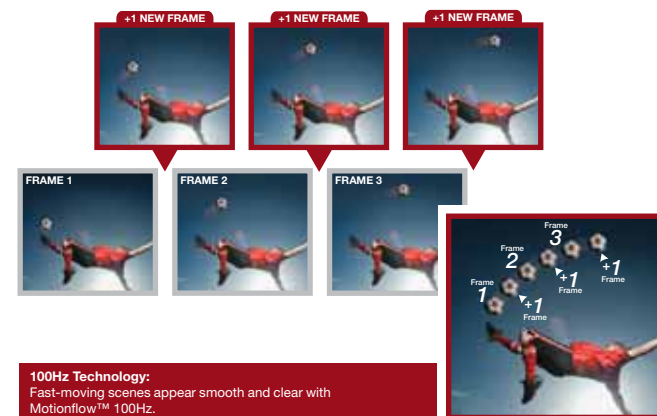 +1 NEW FRAME
+1 NEW FRAME
+1 NEW FRAME
FRAME 1
FRAME 2
FRAME 3
Frame
3
Frame
2
+1
Frame
Frame
1
+1
Frame
+1
Frame
100Hz Technology:
Fast-moving scenes appear smooth and clear with
Motionflow™ 100Hz.